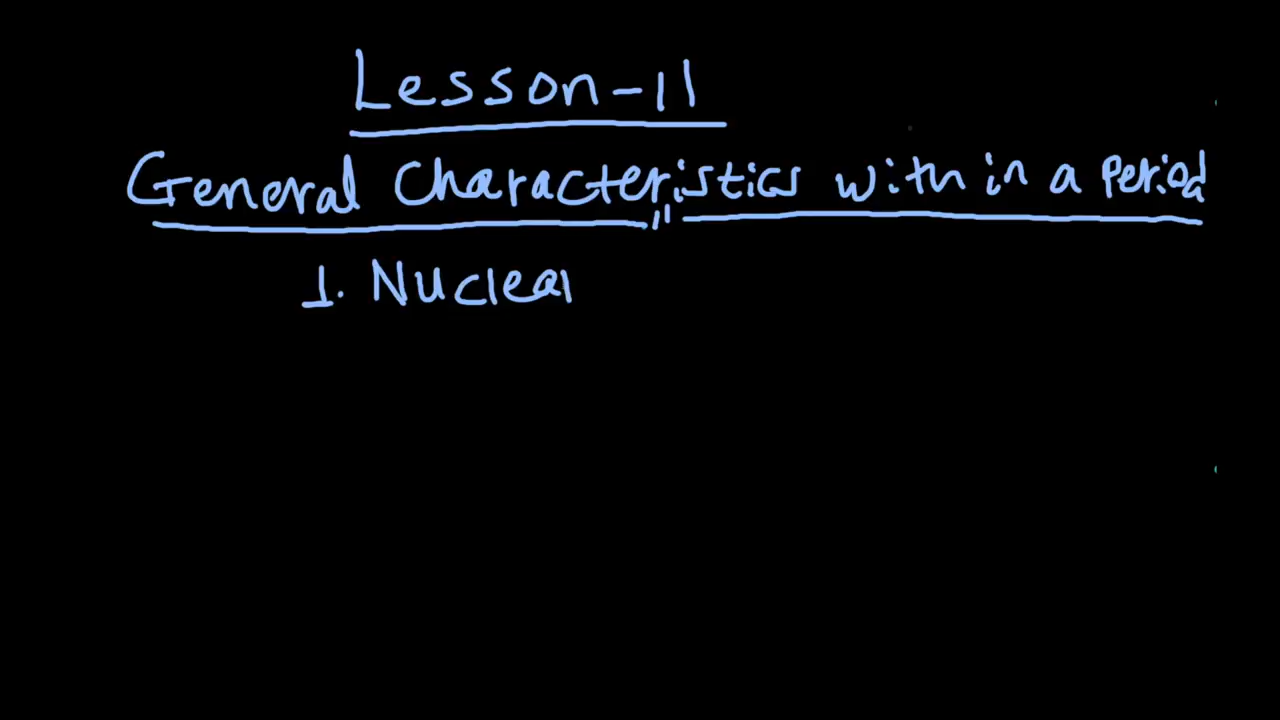 Lesson-11
General Characteristics with in a Period
1. Nuclear